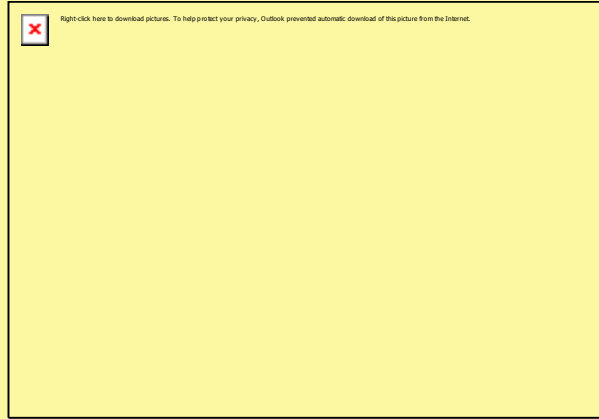 Right-click here to download pictures. To help protect your privacy, Outlook prevented automatic download of this picture from the Internet.